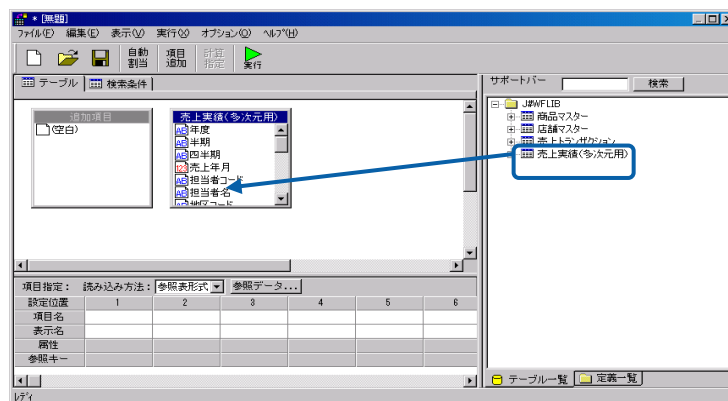 * [無題]
ファイル(F) 編集(E) 表示(V) 実行(X) オプション(O) ヘルプ(H)
自動割当 項目追加 計算指定 実行
テーブル 検索条件
追加項目
(空白)
売上実績(多次元用)
年度
半期
四半期
売上年月
担当者コード
担当者名
地区コード
項目指定: 読み込み方法: 参照表形式 参照データ...
設定位置 1 2 3 4 5 6
項目名
表示名
属性
参照キー
レディ
サポートバー 検索
J#WFLIB
商品マスター
店舗マスター
売上トランザクション
売上実績(多次元用)
テーブル一覧 定義一覧